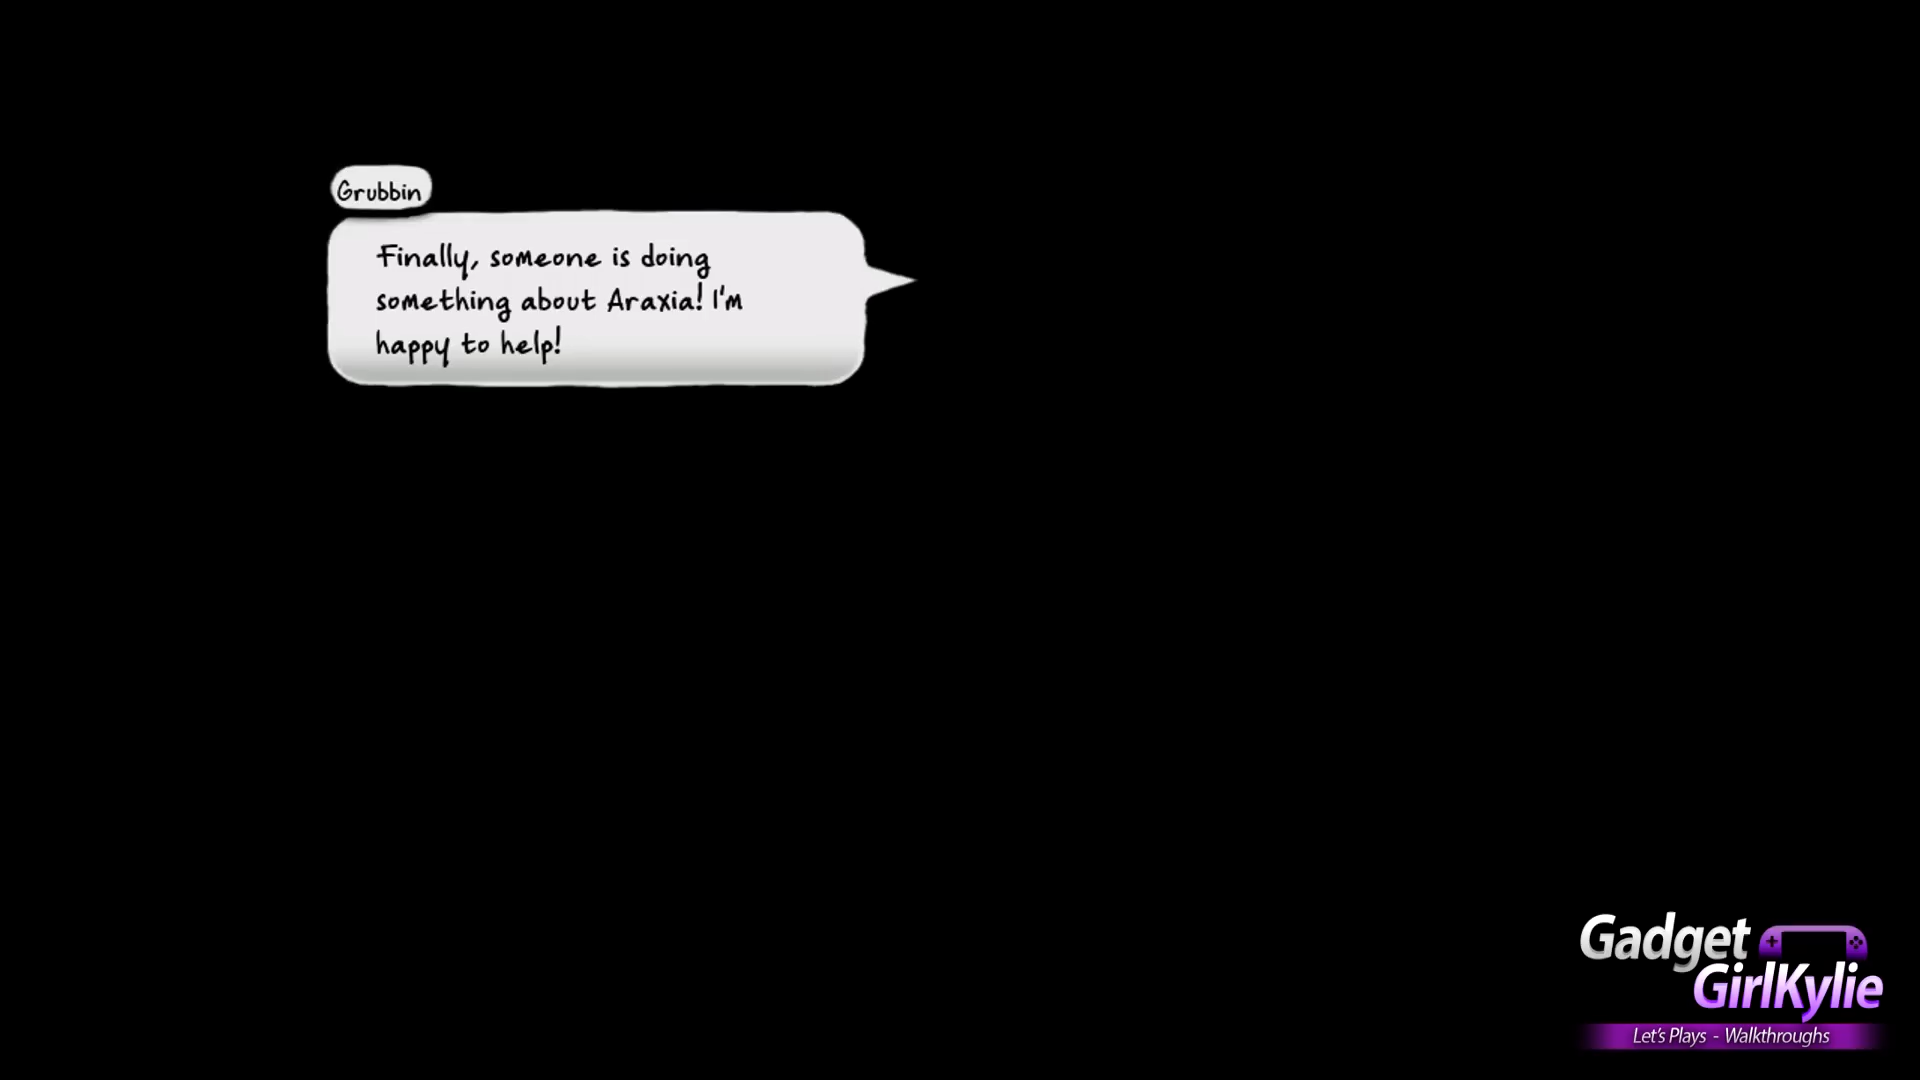 Grubbin
Finally, someone is doing
something about Araxia! I'm
happy to help!
Gadget
GirlKylie
Let's Plays - Walkthroughs